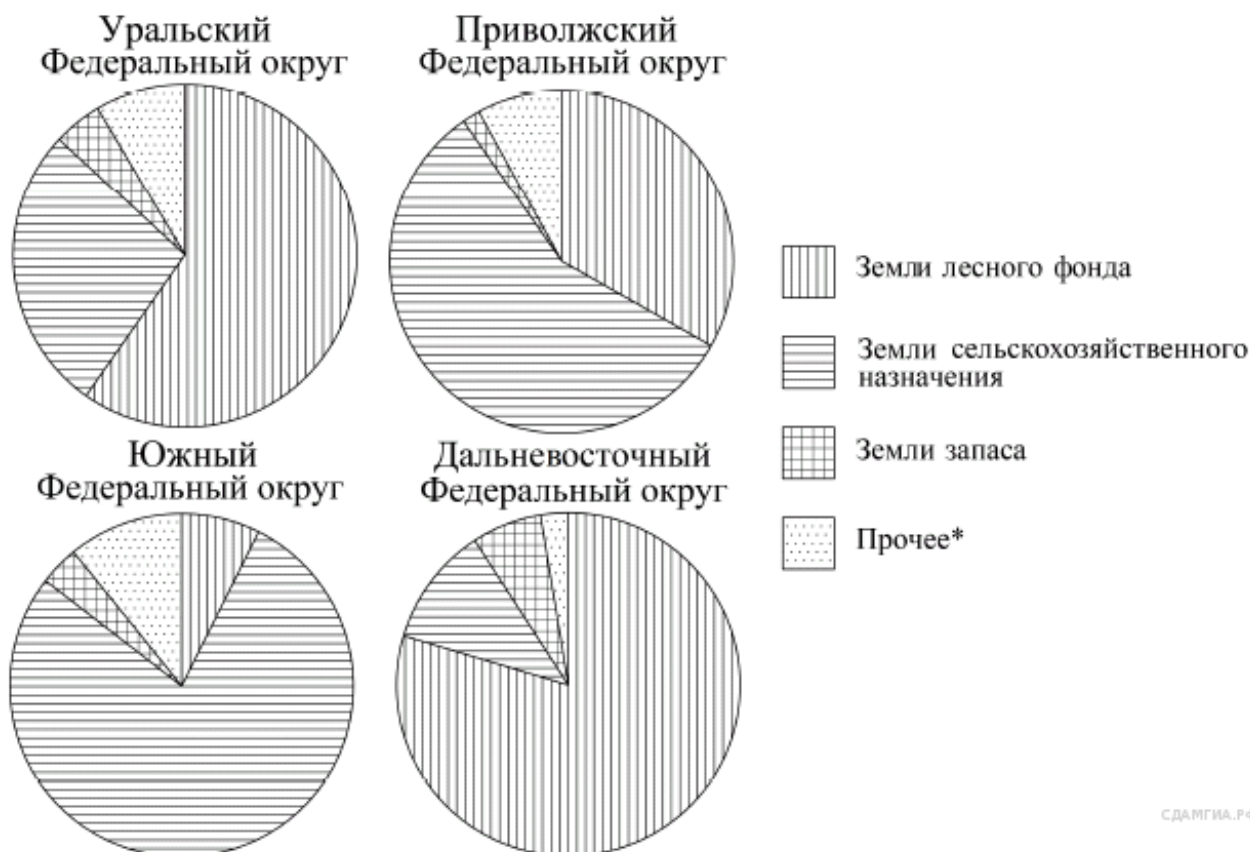 Уральский
Федеральный округ
Приволжский
Федеральный округ
Земли лесного фонда
Земли сельскохозяйственного
назначения
Земли запаса
Прочее*
Южный
Федеральный округ
Дальневосточный
Федеральный округ
СДАМГИА.РФ